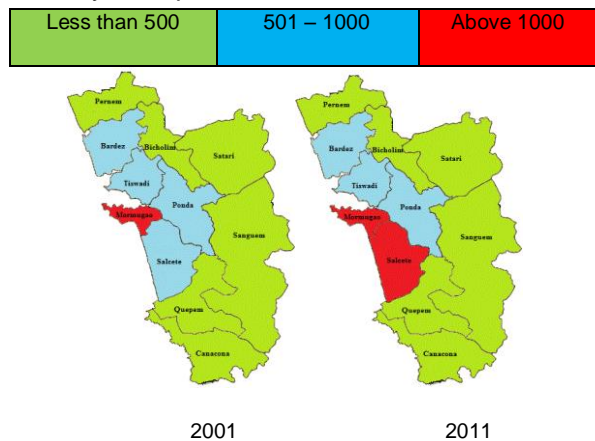 Less than 500 501 – 1000 Above 1000
Pernem
Bardez
Bicholim
Satari
Tiswadi
Ponda
Mormugao
Sanguem
Salcete
Quepem
Canacona
Pernem
Bardez
Bicholim
Satari
Tiswadi
Ponda
Mormugao
Sanguem
Salcete
Quepem
Canacona
2001 2011